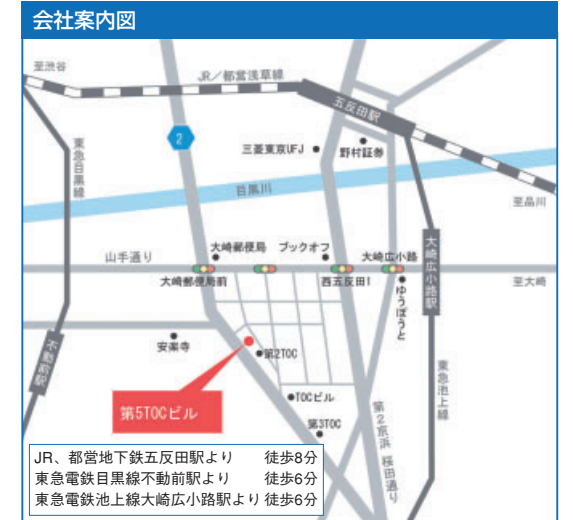 会社案内図
至渋谷
JR/都営浅草線
五反田駅
2
三菱東京UFJ
野村証券
東急目黒線
目黒川
至品川
山手通り
大崎郵便局
ブックオフ
大崎広小路
大崎広小路駅
大崎郵便局前
西五反田1
至大崎
ゆうぽうと
不動前駅
安楽寺
第2TOC
第5TOCビル
TOCビル
第3TOC
第2京浜 桜田通り
東急池上線
JR、都営地下鉄五反田駅より 徒歩8分
東急電鉄目黒線不動前駅より 徒歩6分
東急電鉄池上線大崎広小路駅より 徒歩6分